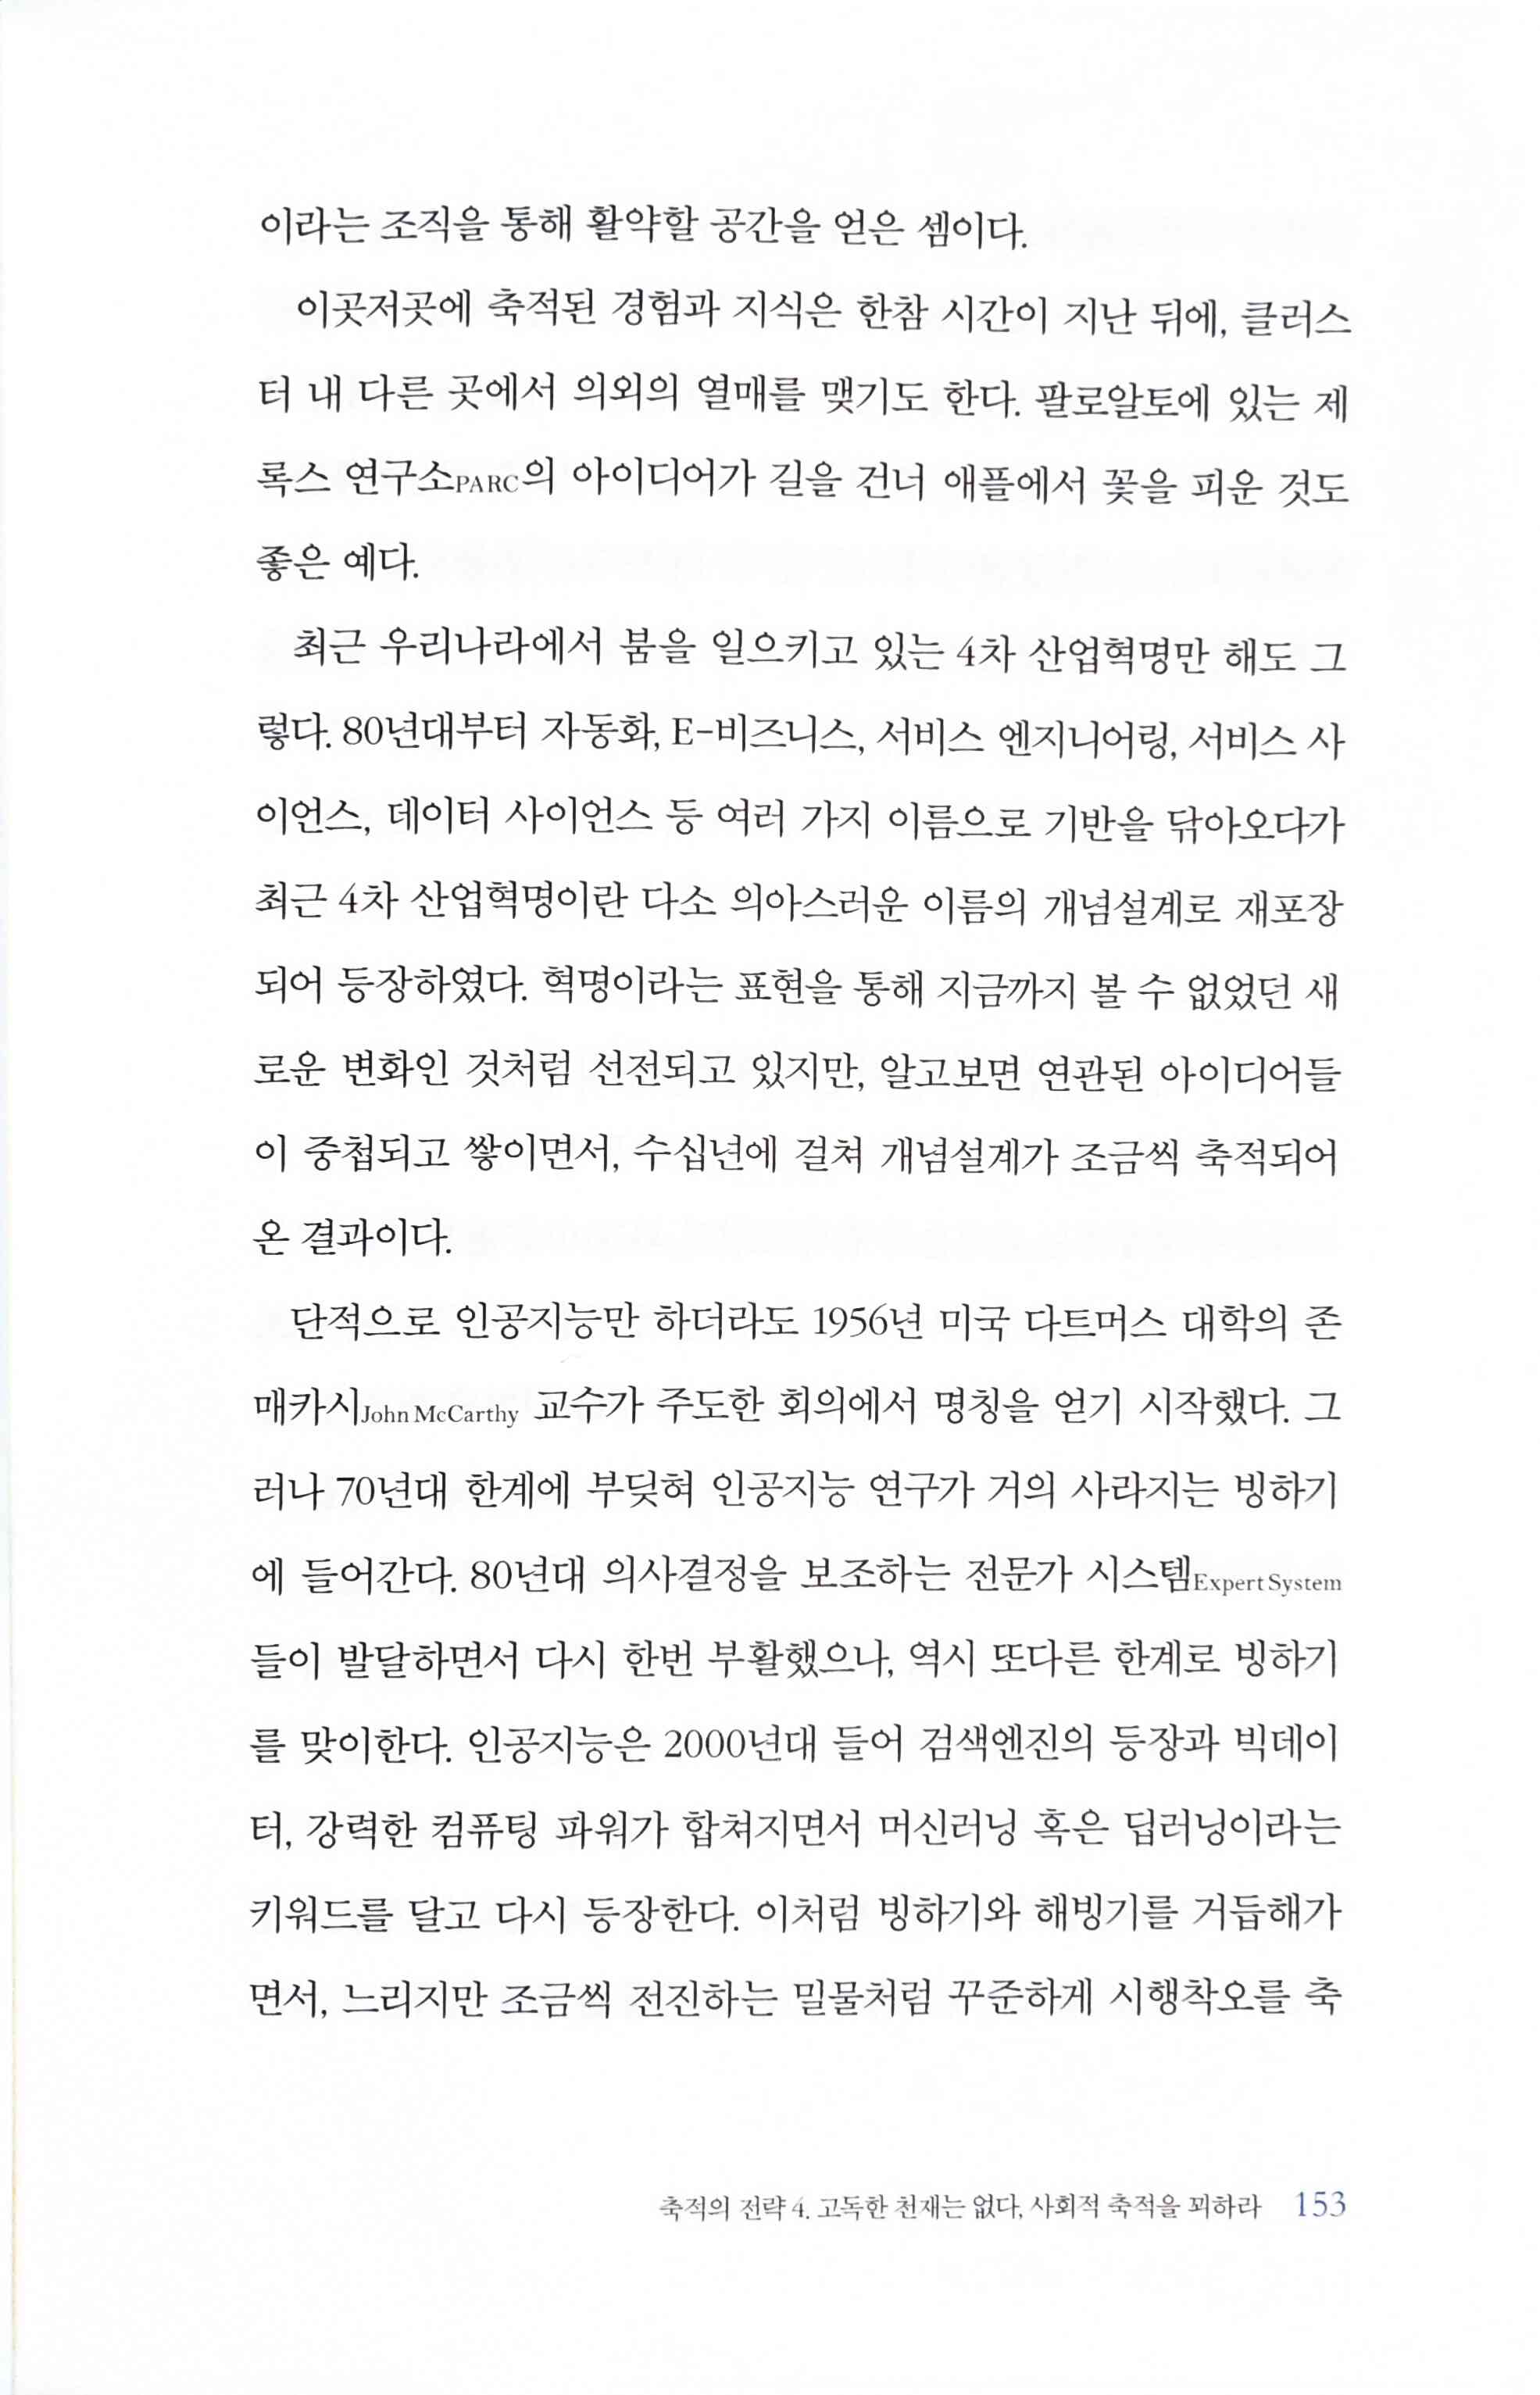 이라는 조직을 통해 활약할 공간을 얻은 셈이다.
이곳저곳에 축적된 경험과 지식은 한참 시간이 지난 뒤에, 클러스
터 내 다른 곳에서 의외의 열매를 맺기도 한다. 팔로알토에 있는 제
록스 연구소PARC의 아이디어가 길을 건너 애플에서 꽃을 피운 것도
좋은 예다.
최근 우리나라에서 붐을 일으키고 있는 4차 산업혁명만 해도 그
렇다. 80년대부터 자동화, E-비즈니스, 서비스 엔지니어링, 서비스 사
이언스, 데이터 사이언스 등 여러 가지 이름으로 기반을 닦아오다가
최근 4차 산업혁명이란 다소 의아스러운 이름의 개념설계로 재포장
되어 등장하였다. 혁명이라는 표현을 통해 지금까지 볼 수 없었던 새
로운 변화인 것처럼 선전되고 있지만, 알고보면 연관된 아이디어들
이 중첩되고 쌓이면서, 수십년에 걸쳐 개념설계가 조금씩 축적되어
온 결과이다.
단적으로 인공지능만 하더라도 1956년 미국 다트머스 대학의 존
매카시John McCarthy 교수가 주도한 회의에서 명칭을 얻기 시작했다. 그
러나 70년대 한계에 부딪혀 인공지능 연구가 거의 사라지는 빙하기
에 들어간다. 80년대 의사결정을 보조하는 전문가 시스템Expert System
들이 발달하면서 다시 한번 부활했으나, 역시 또다른 한계로 빙하기
를 맞이한다. 인공지능은 2000년대 들어 검색엔진의 등장과 빅데이
터, 강력한 컴퓨팅 파워가 합쳐지면서 머신러닝 혹은 딥러닝이라는
키워드를 달고 다시 등장한다. 이처럼 빙하기와 해빙기를 거듭해가
면서, 느리지만 조금씩 전진하는 밀물처럼 꾸준하게 시행착오를 축
축적의 전략 4. 고독한 천재는 없다, 사회적 축적을 꾀하라 153